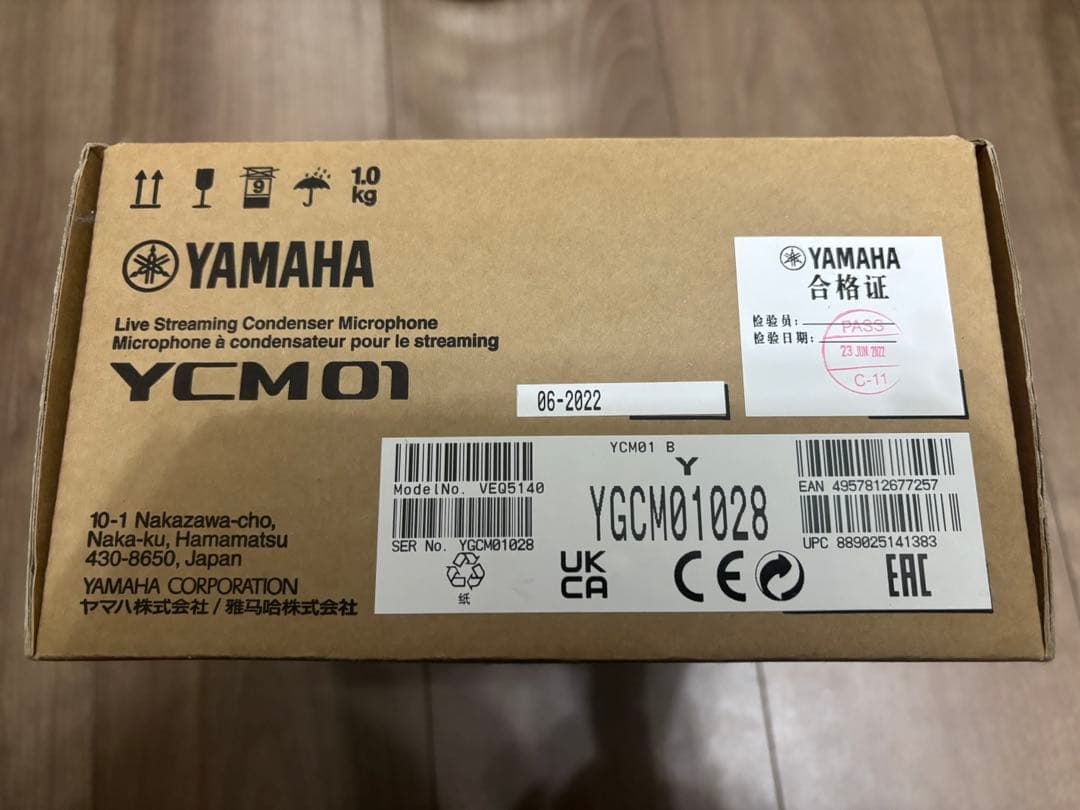 9
1.0
kg
YAMAHA
Live Streaming Condenser Microphone
Microphone à condensateur pour le streaming
YCM01
YAMAHA
合格证
检验员:
检验日期:
PASS
23 JUN 2022
C-11
06-2022
YCM01 B
Y
YGCM01028
Model No. VEQ5140
SER No. YGCM01028
EAN 4957812677257
UPC 889025141383
纸
UK
CA
CE
EAC
10-1 Nakazawa-cho,
Naka-ku, Hamamatsu
430-8650, Japan
YAMAHA CORPORATION
ヤマハ株式会社 / 雅马哈株式会社